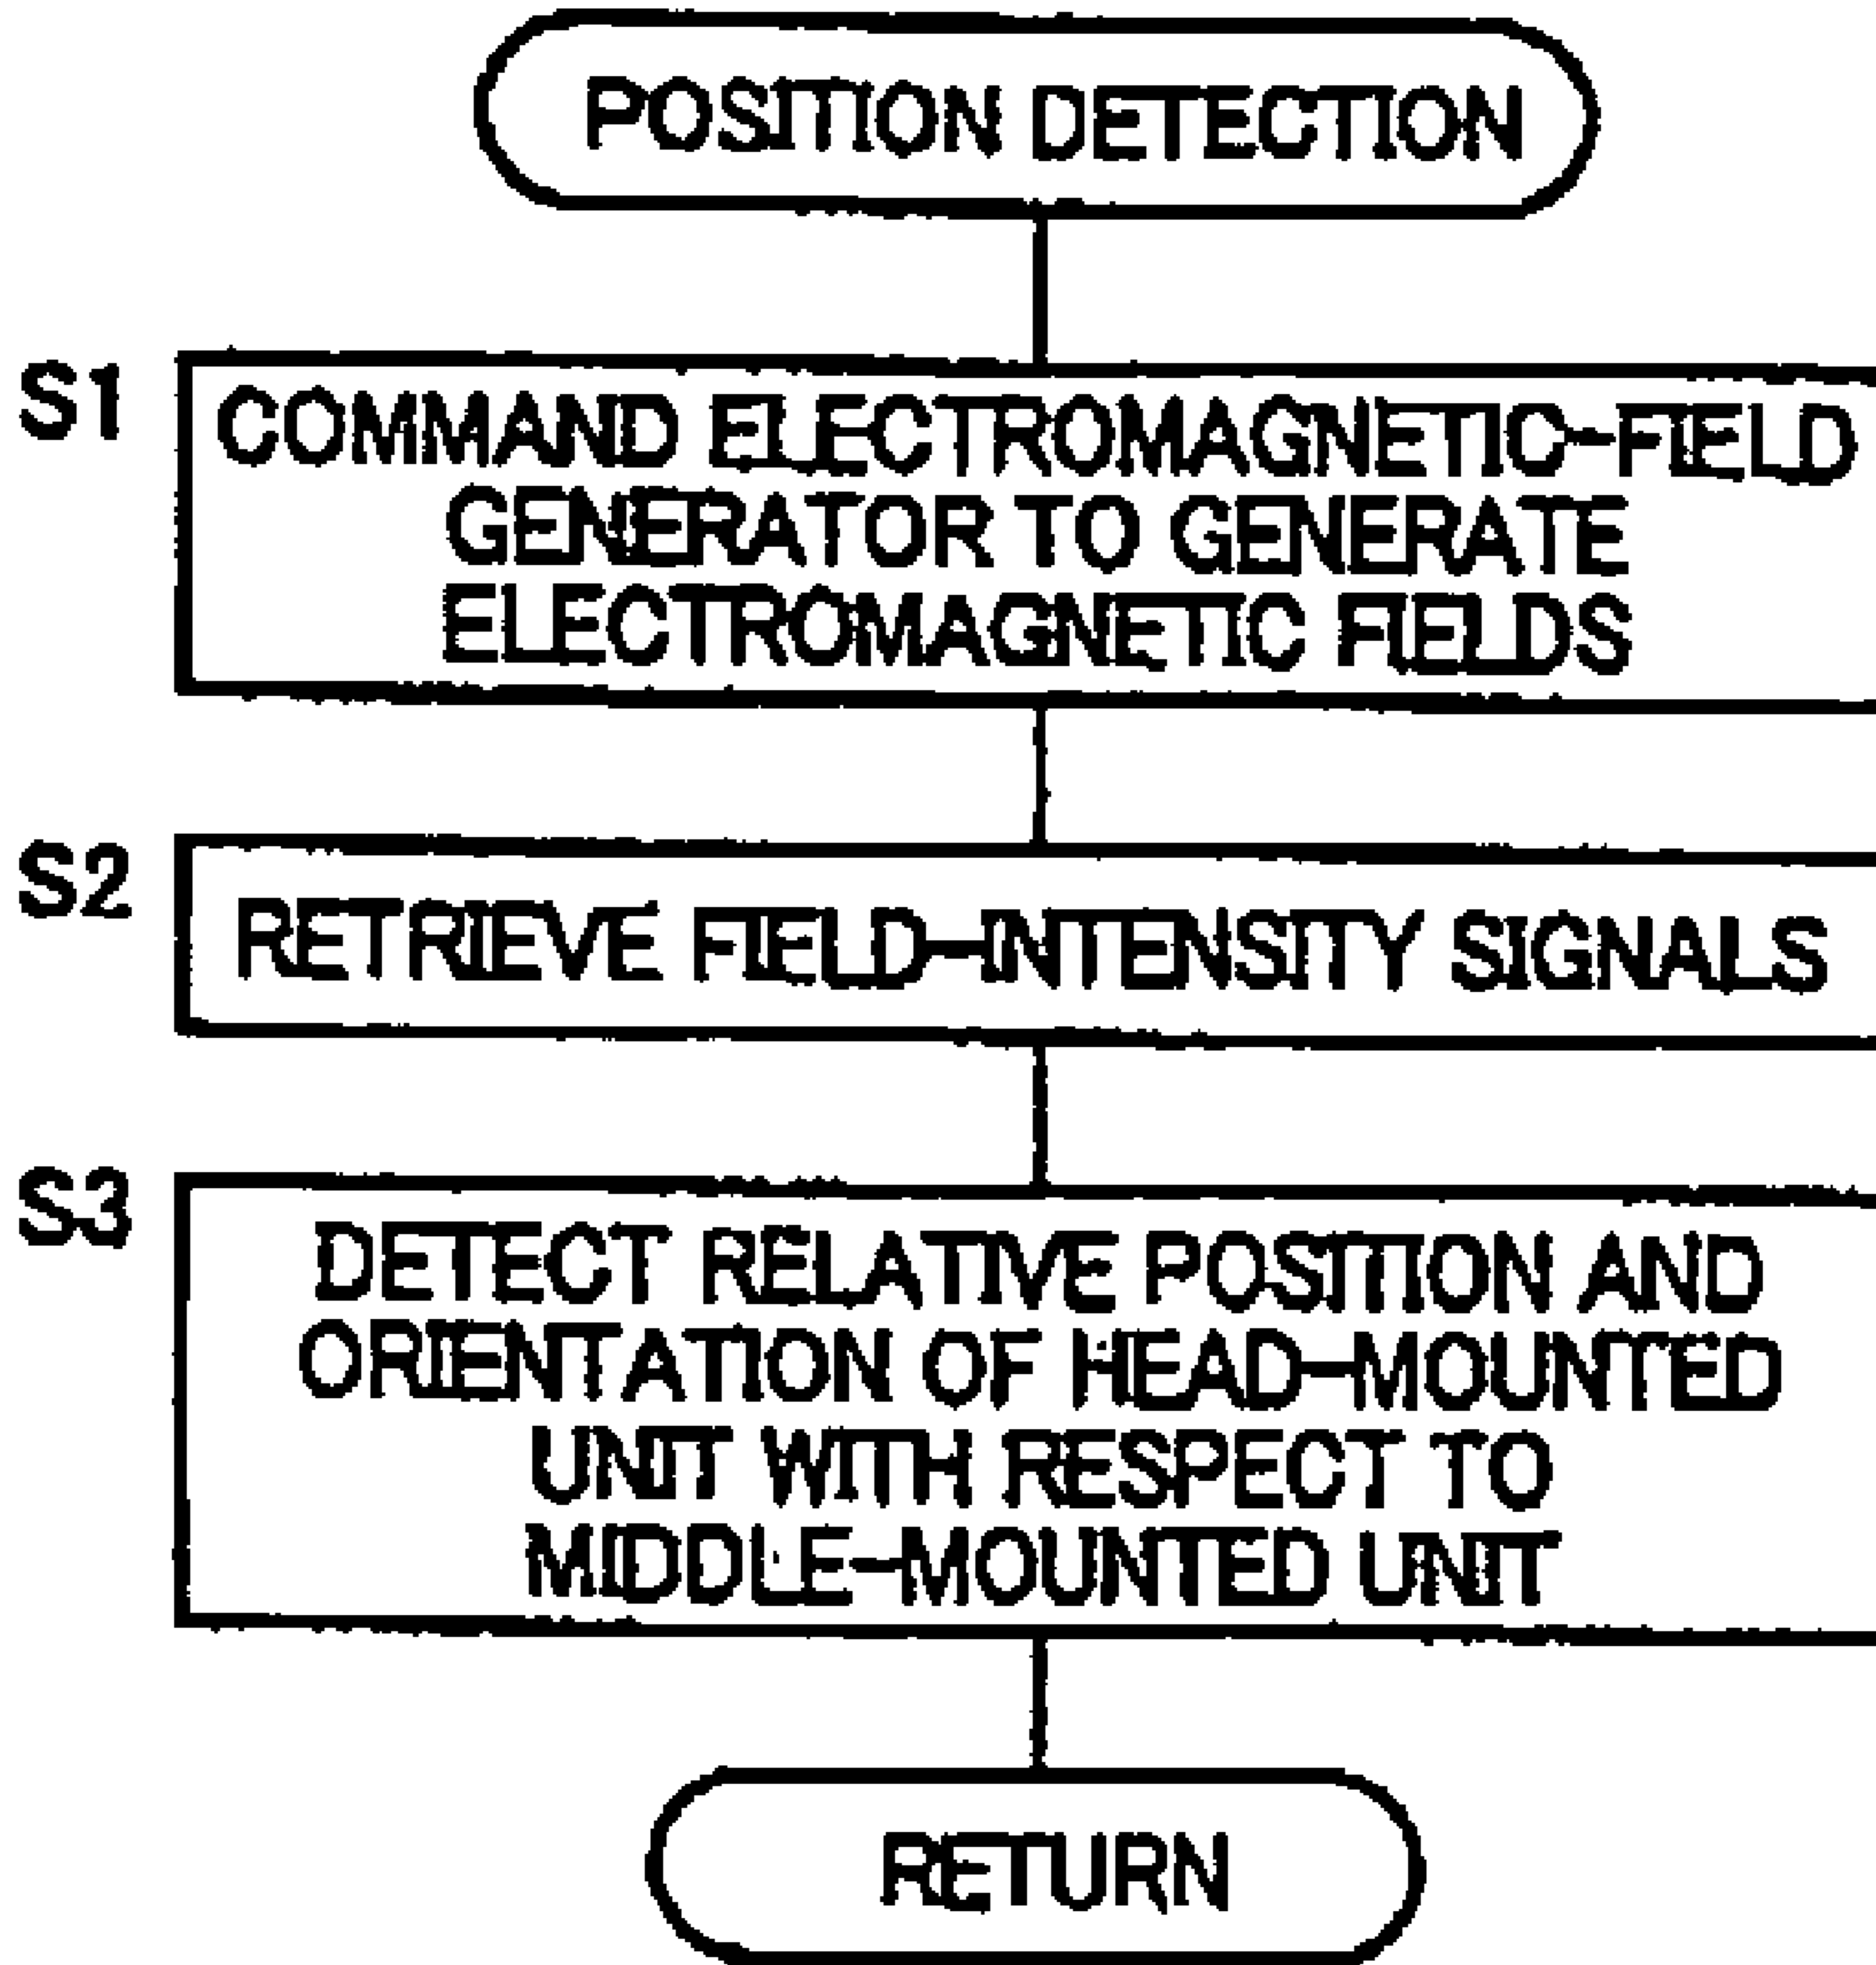 POSITION DETECTION
S1
COMMAND ELECTROMAGNETIC-FIELD
GENERATOR TO GENERATE
ELECTROMAGNETIC FIELDS
S2
RETRIEVE FIELD-INTENSITY SIGNALS
S3
DETECT RELATIVE POSITION AND
ORIENTATION OF HEAD-MOUNTED
UNIT WITH RESPECT TO
MIDDLE-MOUNTED UNIT
RETURN